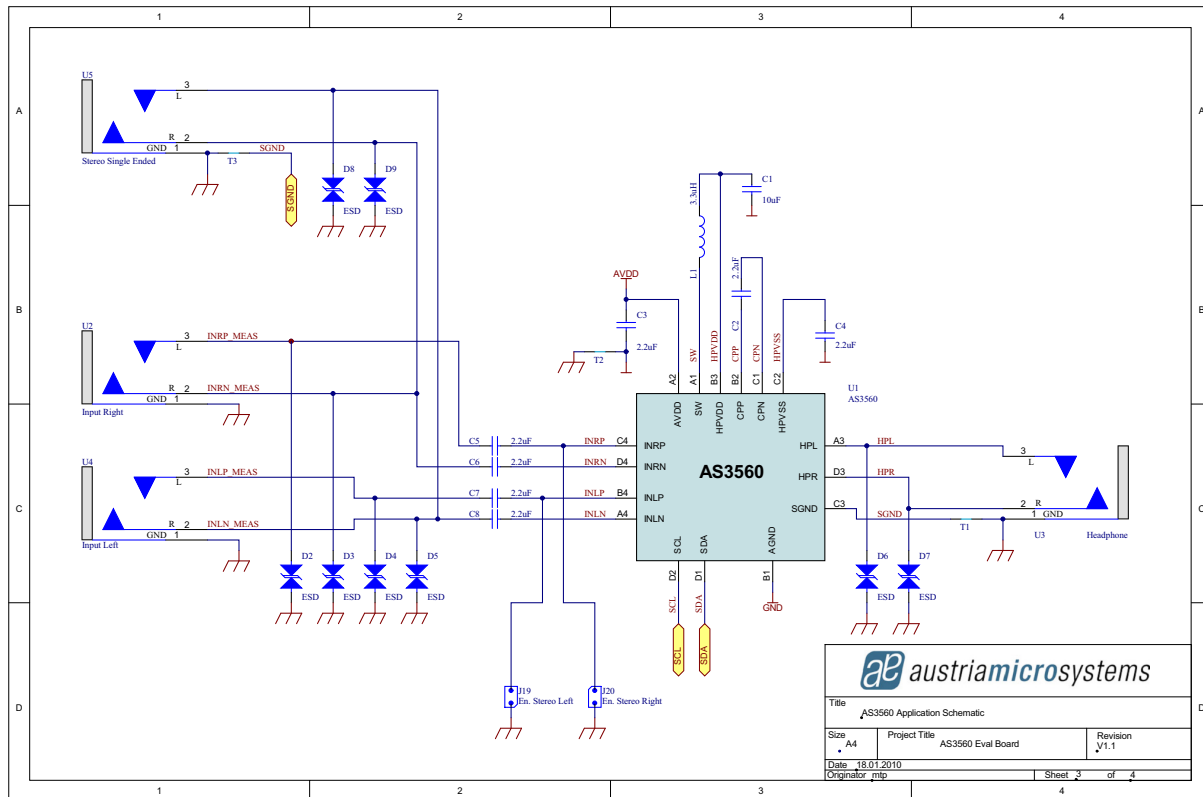 1 2 3 4
A A
U5
3
L
R 2
GND 1
T3
SGND
Stereo Single Ended
SGND
D8 D9
ESD ESD
3.3uH
L1
C1
10uF
B B
AVDD
C3
2.2uF
T2
2.2uF
C2
C4
2.2uF
U2
3 INRP_MEAS
L
R 2 INRN_MEAS
GND 1
Input Right
SW HPVDD CPP CPN HPVSS
A2 A1 B3 B2 C1 C2
U1
AS3560
AVDD SW HPVDD CPP CPN HPVSS
C C
C5 2.2uF INRP C4 INRP
C6 2.2uF INRN D4 INRN
C7 2.2uF INLP B4 INLP
C8 2.2uF INLN A4 INLN
AS3560
HPL A3 HPL
HPR D3 HPR
SGND C3 SGND
T1
3
L
2 R
1 GND
U3 Headphone
U4
3 INLP_MEAS
L
R 2 INLN_MEAS
GND 1
Input Left
SCL SDA AGND
D2 D1 B1
SCL SDA GND
SCL SDA
D2 D3 D4 D5
ESD ESD ESD ESD
D6 D7
ESD ESD
D D
J19
En. Stereo Left
J20
En. Stereo Right
austriamicrosystems
Title
AS3560 Application Schematic
Size
A4
Project Title
AS3560 Eval Board
Revision
V1.1
Date 18.01.2010
Originator mtp
Sheet 3 of 4
1 2 3 4